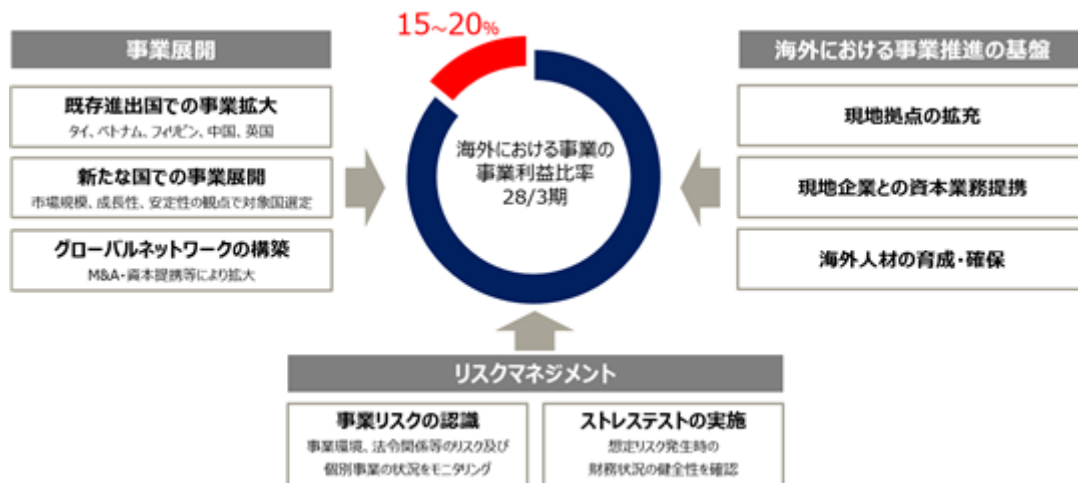 15~20%
事業展開
既存進出国での事業拡大
タイ、ベトナム、フィリピン、中国、英国
新たな国での事業展開
市場規模、成長性、安定性の観点で対象国選定
グローバルネットワークの構築
M&A・資本提携等により拡大
海外における事業の
事業利益比率
28/3期
海外における事業推進の基盤
現地拠点の拡充
現地企業との資本業務提携
海外人材の育成・確保
リスクマネジメント
事業リスクの認識
事業環境、法令関係等のリスク及び
個別事業の状況をモニタリング
ストレステストの実施
想定リスク発生時の
財務状況の健全性を確認